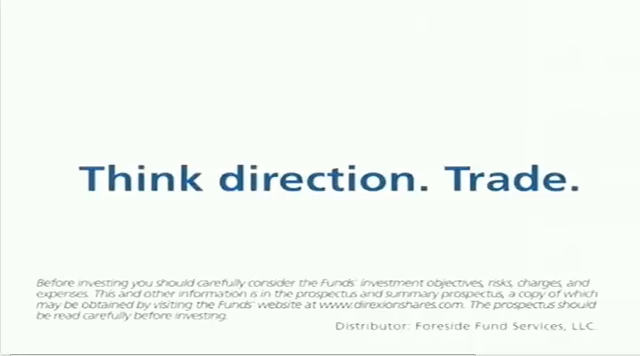 Think direction. Trade.
Before investing you should carefully consider the Funds' investment objectives, risks, charges, and
expenses. This and other information is in the prospectus and summary prospectus, a copy of which
may be obtained by visiting the Funds' website at www.direxionshares.com. The prospectus should
be read carefully before investing.
Distributor: Foreside Fund Services, LLC.